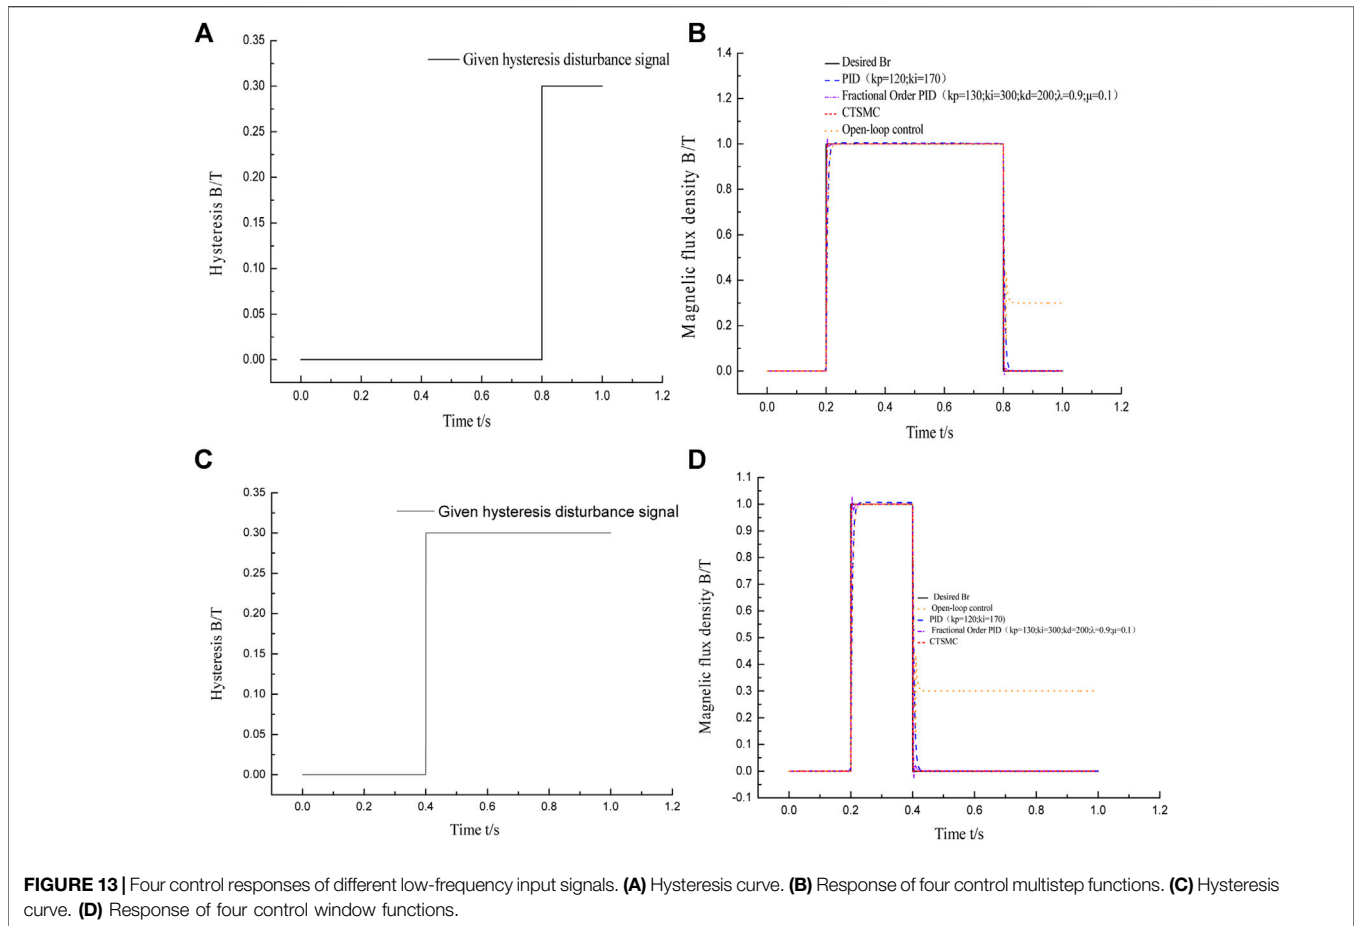 A
0.35
0.30
0.25
0.20
0.15
0.10
0.05
0.00
Hysteresis B/T
Given hysteresis disturbance signal
0.0 0.2 0.4 0.6 0.8 1.0 1.2
Time t/s
B
1.4
1.2
1.0
0.8
0.6
0.4
0.2
0.0
Magnelic flux density B/T
Desired Br
PID（kp=120;ki=170）
Fractional Order PID（kp=130;ki=300;kd=200;λ=0.9;μ=0.1）
CTSMC
Open-loop control
0.0 0.2 0.4 0.6 0.8 1.0 1.2
Time t/s
C
0.35
0.30
0.25
0.20
0.15
0.10
0.05
0.00
Hysteresis B/T
Given hysteresis disturbance signal
0.0 0.2 0.4 0.6 0.8 1.0 1.2
Time t/s
D
1.1
1.0
0.9
0.8
0.7
0.6
0.5
0.4
0.3
0.2
0.1
0.0
-0.1
Magnelic flux density B/T
Desired Br
Open-loop control
PID（kp=120;ki=170)
Fractional Order PID（kp=130;ki=300;kd=200;λ=0.9;μ=0.1）
CTSMC
0.0 0.2 0.4 0.6 0.8 1.0 1.2
Time t/s
FIGURE 13 | Four control responses of different low-frequency input signals. (A) Hysteresis curve. (B) Response of four control multistep functions. (C) Hysteresis
curve. (D) Response of four control window functions.